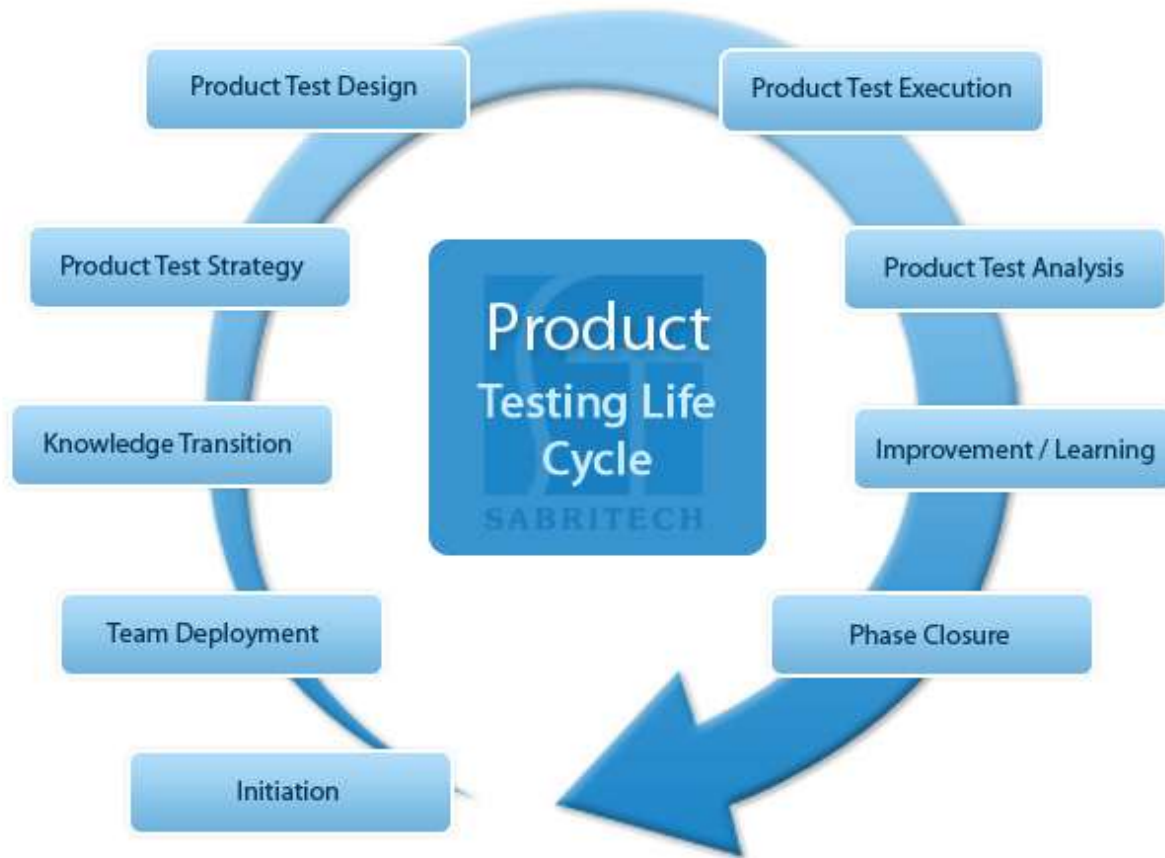 Product Test Design
Product Test Execution
Product Test Strategy
Product Test Analysis
Product
Testing Life
Cycle
SABRITECH
Knowledge Transition
Improvement / Learning
Team Deployment
Phase Closure
Initiation